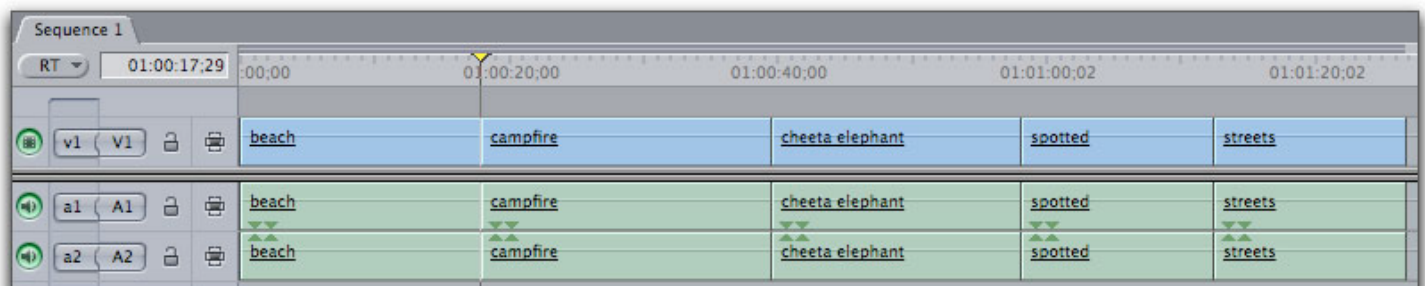 Sequence 1
RT 01:00:17;29 :00;00 01:00:20;00 01:00:40;00 01:01:00;02 01:01:20;02
v1 V1 beach campfire cheeta elephant spotted streets
a1 A1 beach campfire cheeta elephant spotted streets
a2 A2 beach campfire cheeta elephant spotted streets